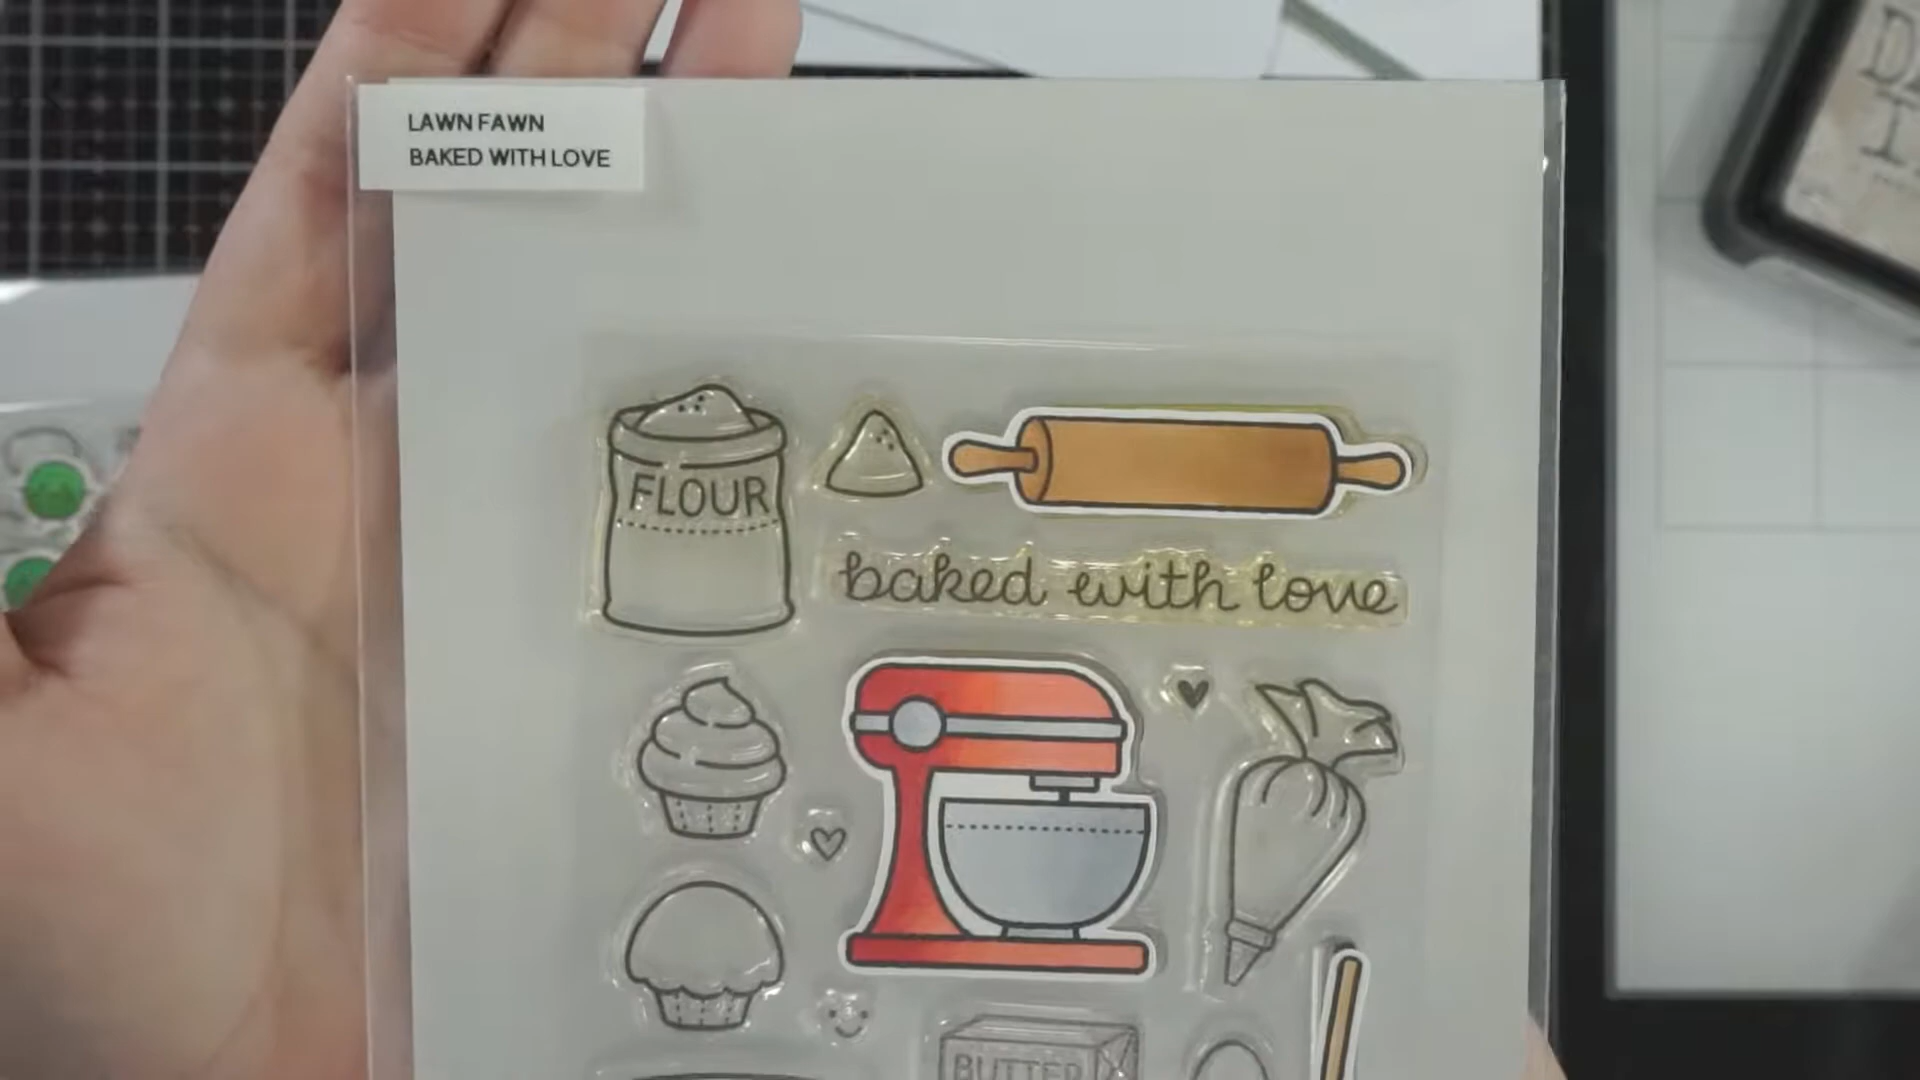 LAWN FAWN
BAKED WITH LOVE
FLOUR
baked with love
BUTTER